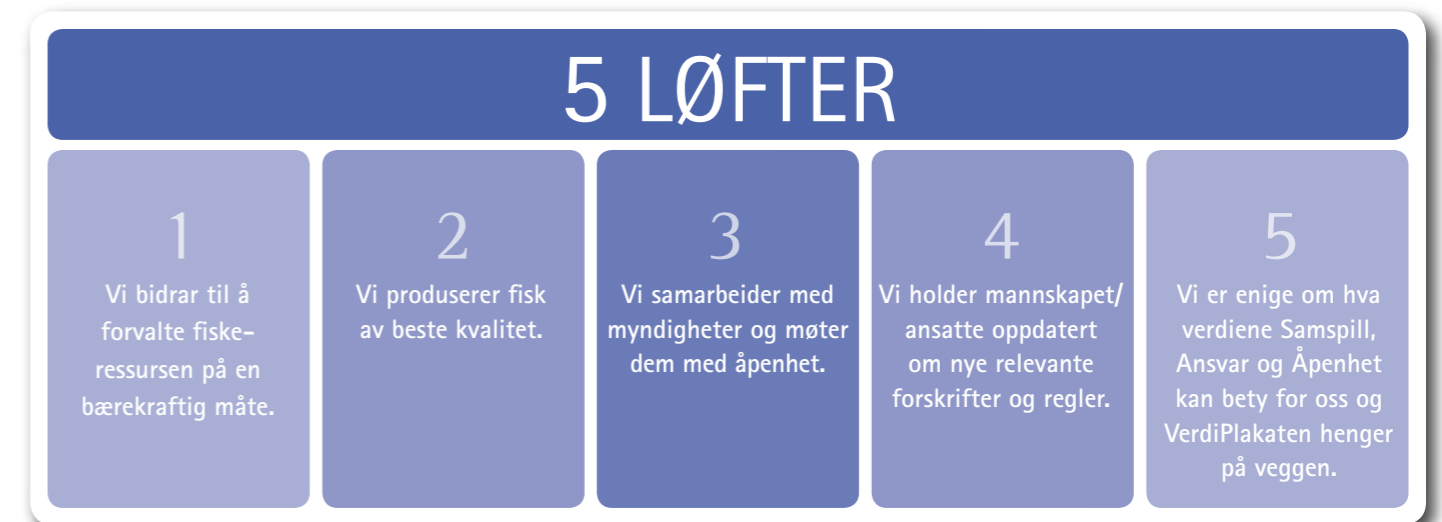 5 LØFTER
1
Vi bidrar til å
forvalte fiske-
ressursen på en
bærekraftig måte.
2
Vi produserer fisk
av beste kvalitet.
3
Vi samarbeider med
myndigheter og møter
dem med åpenhet.
4
Vi holder mannskapet/
ansatte oppdatert
om nye relevante
forskrifter og regler.
5
Vi er enige om hva
verdiene Samspill,
Ansvar og Åpenhet
kan bety for oss og
VerdiPlakaten henger
på veggen.